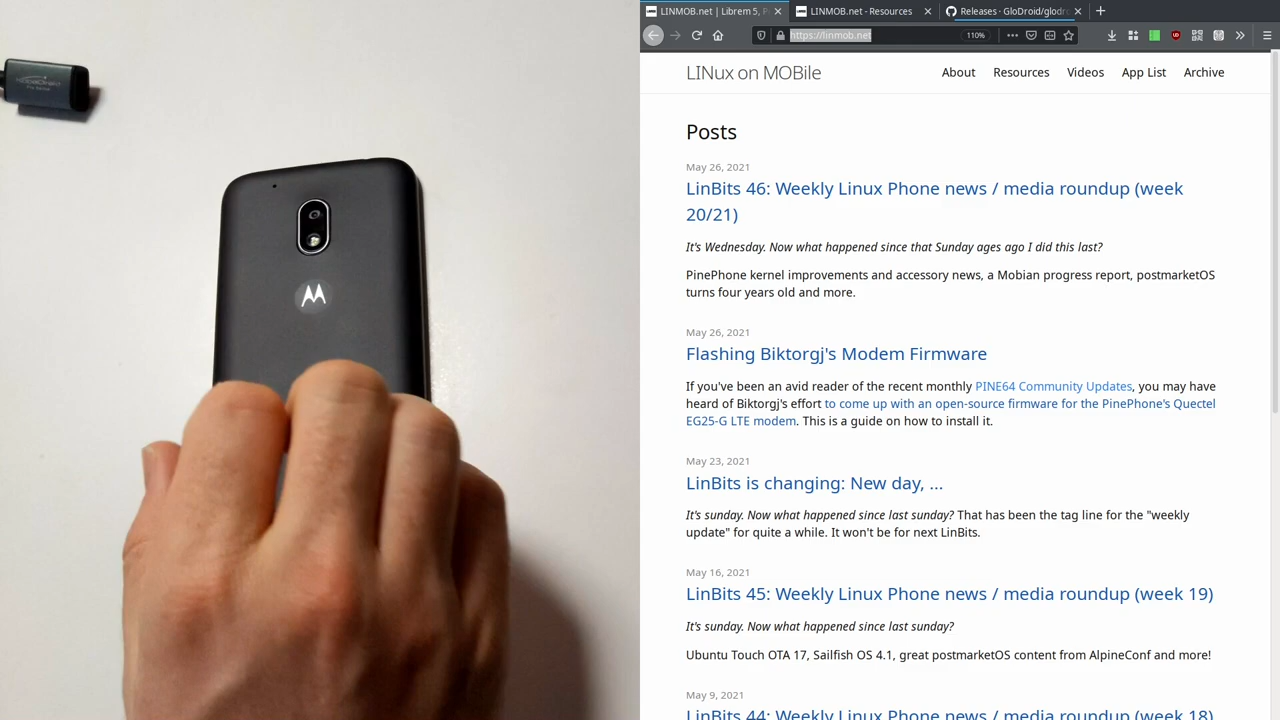 LINMOB.net | Librem 5, P
LINMOB.net - Resources
Releases · GloDroid/glodr
https://linmob.net
110%
LINux on MOBile
About
Resources
Videos
App List
Archive
Posts
May 26, 2021
LinBits 46: Weekly Linux Phone news / media roundup (week
20/21)
It's Wednesday. Now what happened since that Sunday ages ago I did this last?
PinePhone kernel improvements and accessory news, a Mobian progress report, postmarketOS
turns four years old and more.
May 26, 2021
Flashing Biktorgj's Modem Firmware
If you've been an avid reader of the recent monthly PINE64 Community Updates, you may have
heard of Biktorgj's effort to come up with an open-source firmware for the PinePhone's Quectel
EG25-G LTE modem. This is a guide on how to install it.
May 23, 2021
LinBits is changing: New day, ...
It's sunday. Now what happened since last sunday? That has been the tag line for the "weekly
update" for quite a while. It won't be for next LinBits.
May 16, 2021
LinBits 45: Weekly Linux Phone news / media roundup (week 19)
It's sunday. Now what happened since last sunday?
Ubuntu Touch OTA 17, Sailfish OS 4.1, great postmarketOS content from AlpineConf and more!
May 9, 2021
LinBits 44: Weekly Linux Phone news / media roundup (week 18)